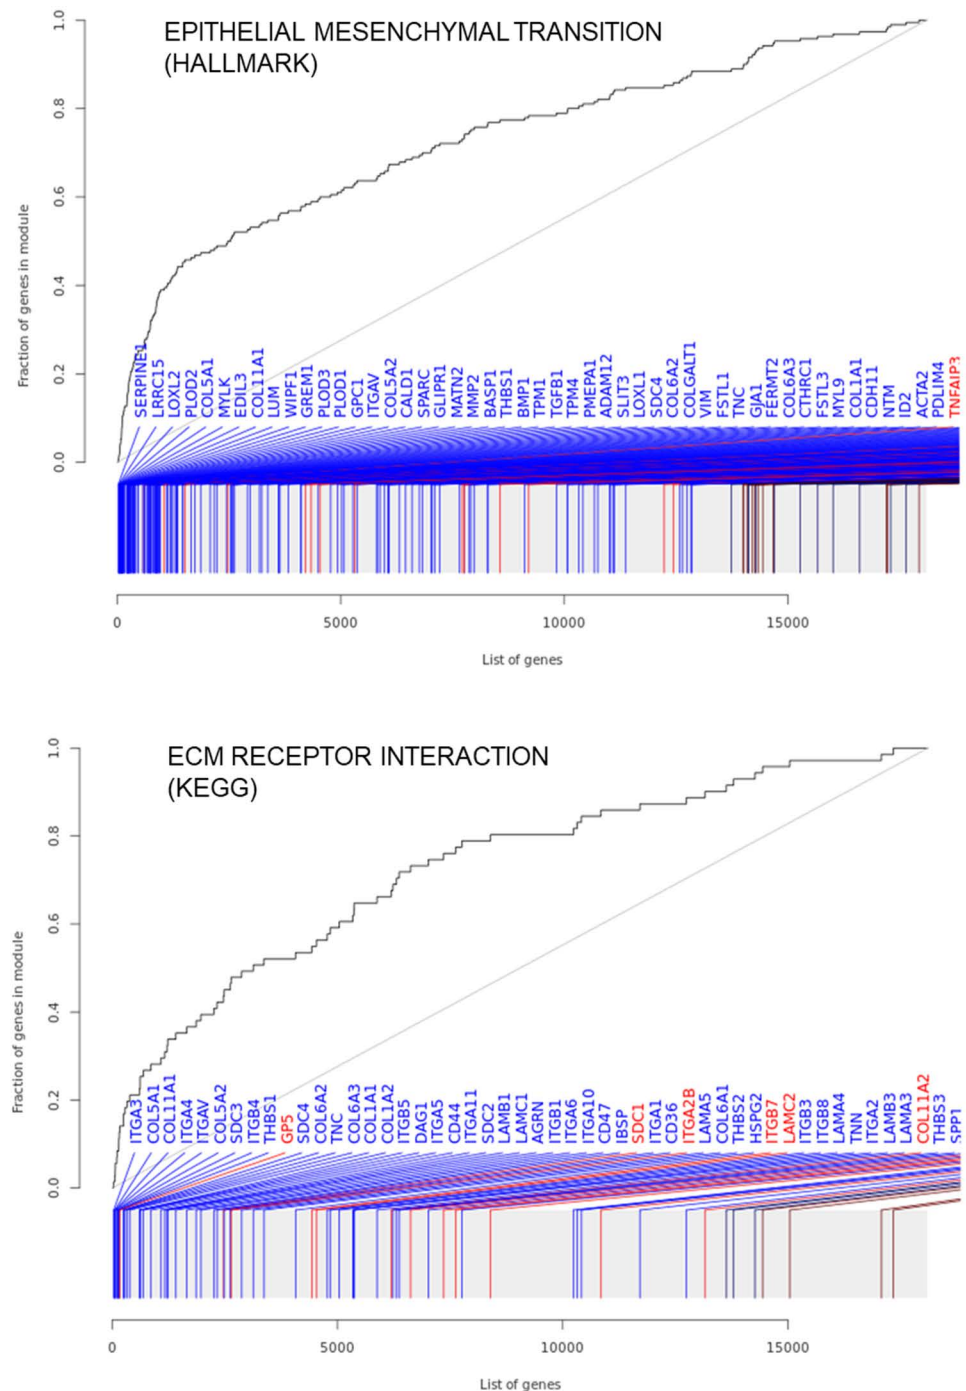 EPITHELIAL MESENCHYMAL TRANSITION
(HALLMARK)
Fraction of genes in module
1.0
0.8
0.6
0.4
0.2
0.0
SERPINE1
LRRC15
LOXL2
PLOD2
COL5A1
MYLK
EDIL3
COL11A1
LUM
WIPF1
GREM1
PLOD3
PLOD1
GPC1
ITGAV
COL5A2
CALD1
SPARC
GLIPR1
MATN2
MMP2
BASP1
THBS1
BMP1
TPM1
TGFB1
TPM4
PMEPA1
ADAM12
SLIT3
LOXL1
SDC4
COL6A2
COLGALT1
VIM
FSTL1
TNC
GJA1
FERMT2
COL6A3
CTHRC1
FSTL3
MYL9
COL1A1
CDH11
NTM
ID2
ACTA2
PDLIM4
TNFAIP3
0
5000
10000
15000
List of genes
ECM RECEPTOR INTERACTION
(KEGG)
Fraction of genes in module
1.0
0.8
0.6
0.4
0.2
0.0
ITGA3
COL5A1
COL11A1
ITGA4
ITGAV
COL5A2
SDC3
ITGB4
THBS1
GP5
SDC4
COL6A2
TNC
COL6A3
COL1A1
COL1A2
ITGB5
DAG1
ITGA5
CD44
ITGA11
SDC2
LAMB1
LAMC1
AGRN
ITGB1
ITGA6
ITGA10
CD47
IBSP
SDC1
ITGA1
CD36
ITGA2B
LAMA5
COL6A1
THBS2
HSPG2
ITGB7
LAMC2
ITGB3
ITGB8
LAMA4
TNN
ITGA2
LAMB3
LAMA3
COL11A2
THBS3
SPP1
0
5000
10000
15000
List of genes